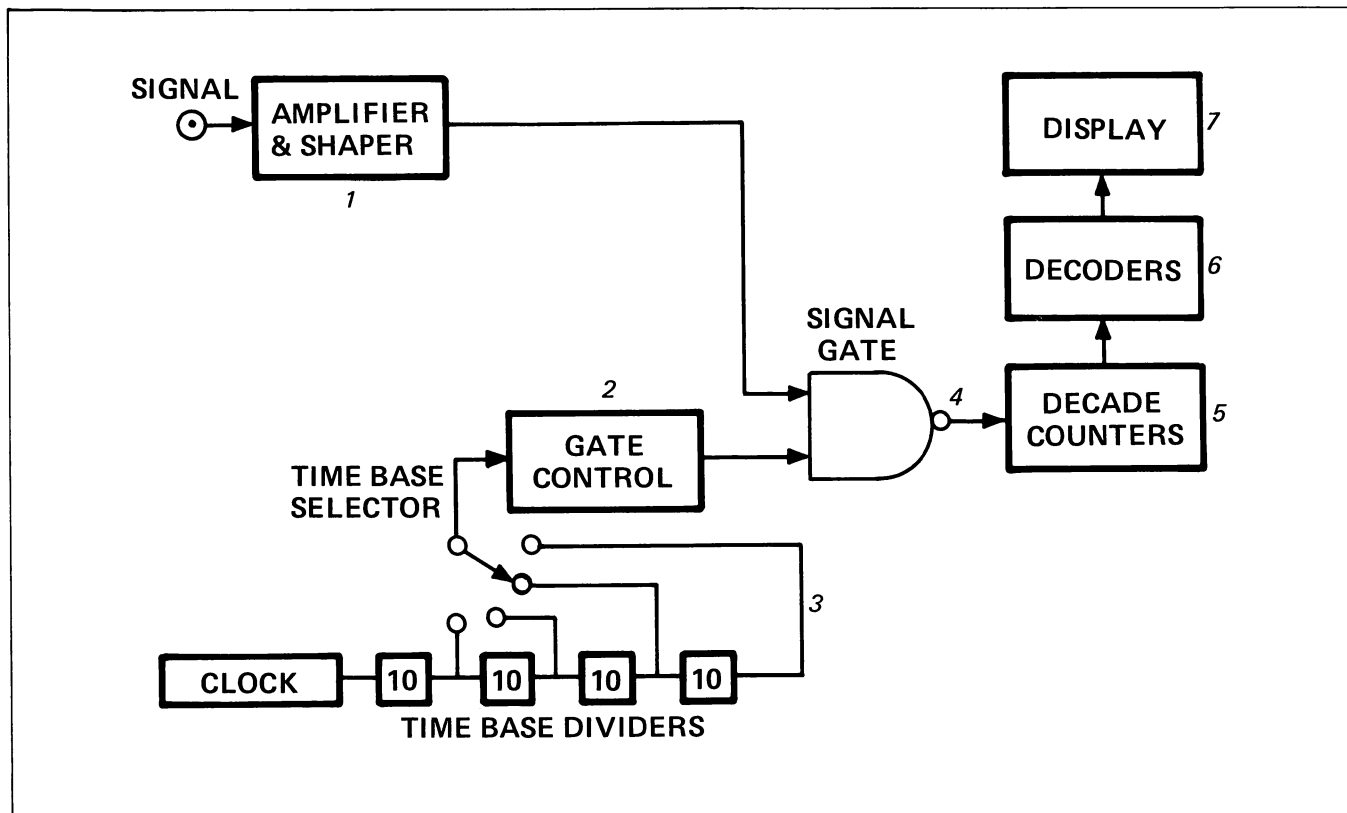 SIGNAL
AMPLIFIER
& SHAPER
1
DISPLAY
7
DECODERS
6
SIGNAL
GATE
4
DECADE
COUNTERS
5
2
GATE
CONTROL
TIME BASE
SELECTOR
3
CLOCK
10
10
10
10
TIME BASE DIVIDERS